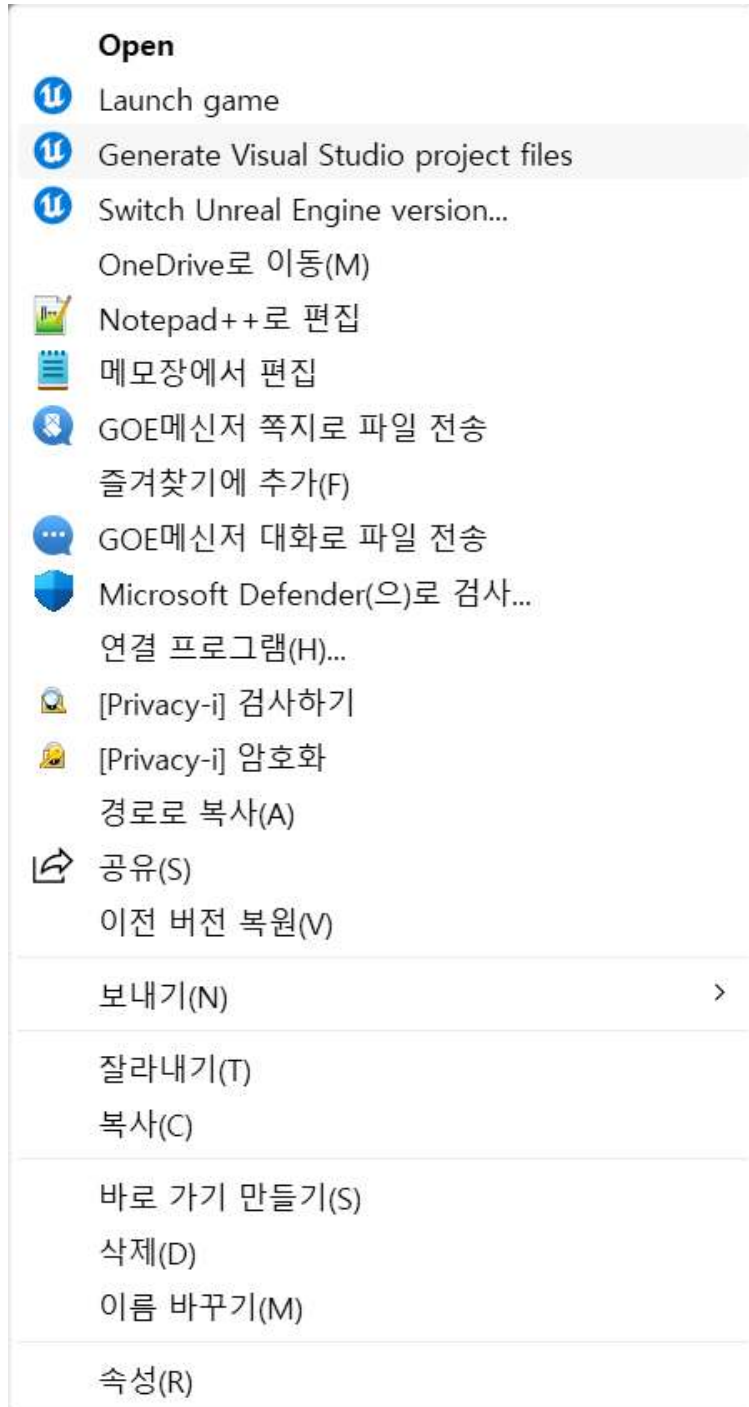 Open
Launch game
Generate Visual Studio project files
Switch Unreal Engine version...
OneDrive로 이동(M)
Notepad++로 편집
메모장에서 편집
GOE메신저 쪽지로 파일 전송
즐겨찾기에 추가(F)
GOE메신저 대화로 파일 전송
Microsoft Defender(으)로 검사...
연결 프로그램(H)...
[Privacy-i] 검사하기
[Privacy-i] 암호화
경로로 복사(A)
공유(S)
이전 버전 복원(V)
보내기(N)
잘라내기(T)
복사(C)
바로 가기 만들기(S)
삭제(D)
이름 바꾸기(M)
속성(R)